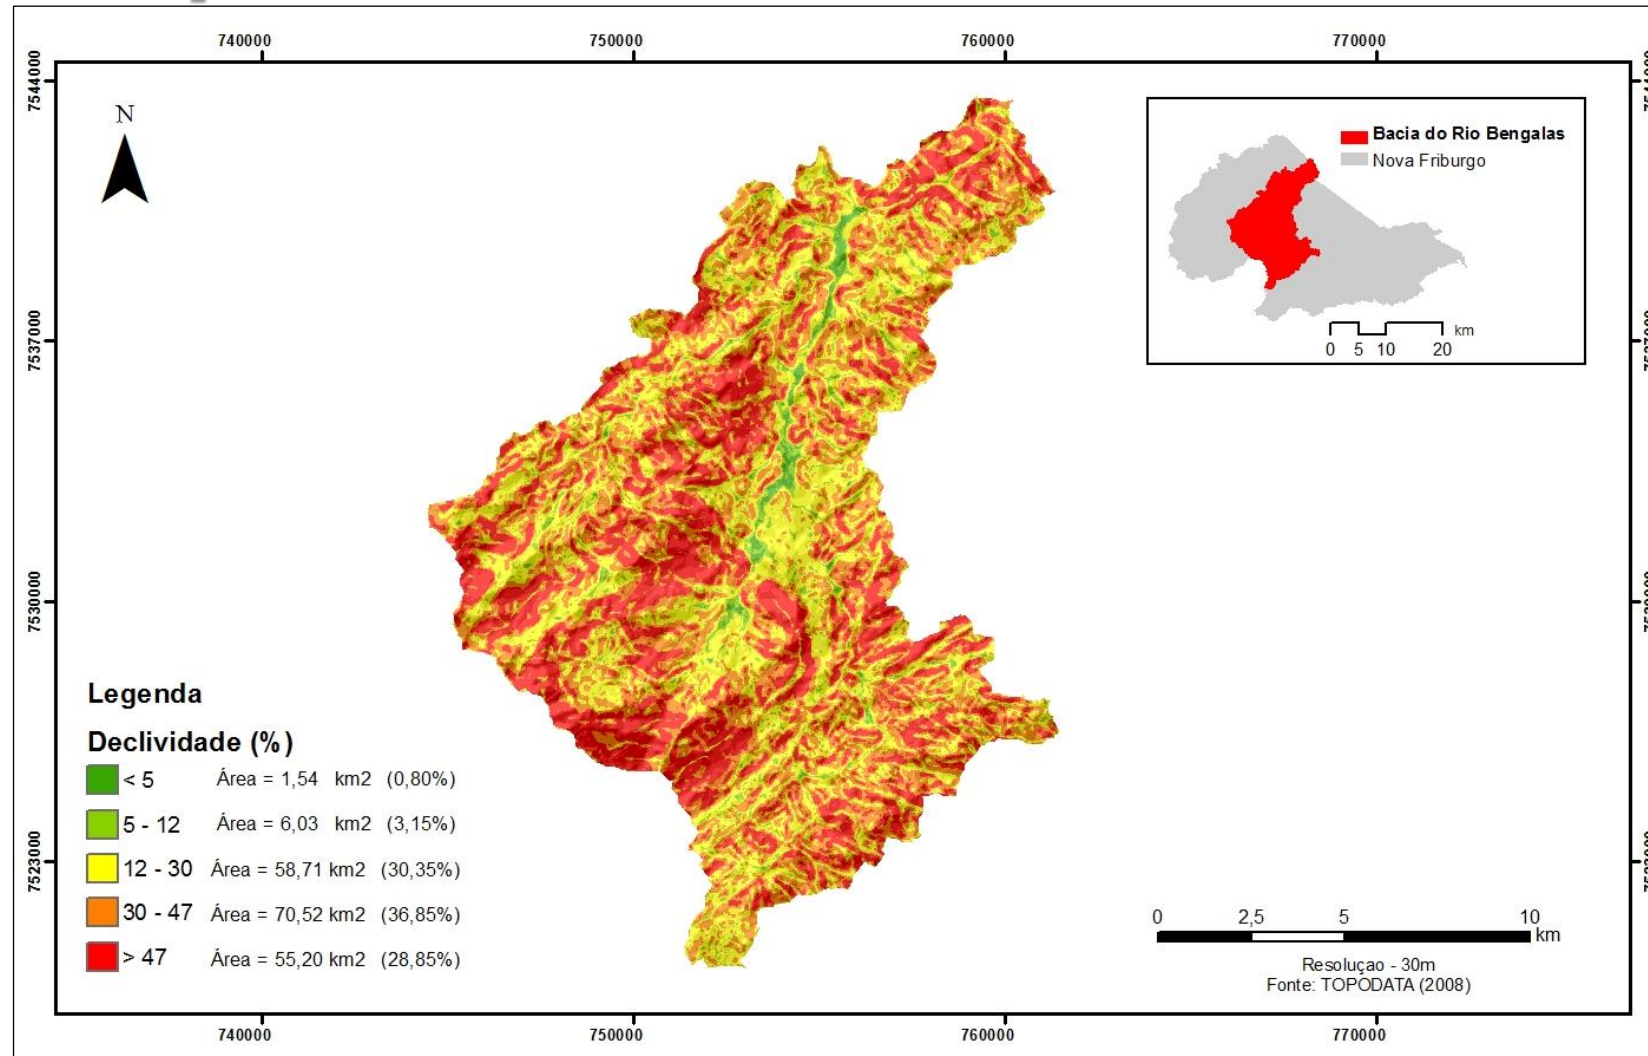 740000 750000 760000 770000
7544000
7537000
7530000
7523000
N
Bacia do Rio Bengalas
Nova Friburgo
km
0 5 10 20
Legenda
Declividade (%)
< 5 Área = 1,54 km2 (0,80%)
5 - 12 Área = 6,03 km2 (3,15%)
12 - 30 Área = 58,71 km2 (30,35%)
30 - 47 Área = 70,52 km2 (36,85%)
> 47 Área = 55,20 km2 (28,85%)
0 2,5 5 10
km
Resoluçao - 30m
Fonte: TOPODATA (2008)
740000 750000 760000 770000